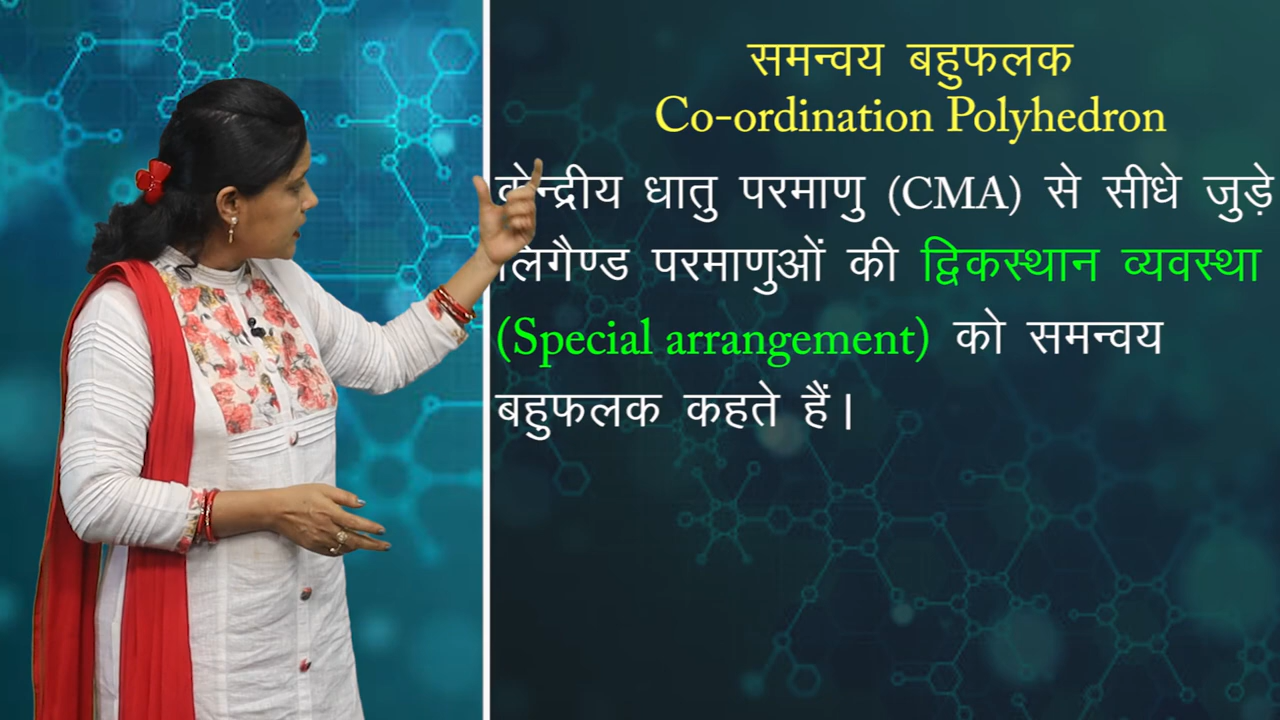 समन्वय बहुफलक
Co-ordination Polyhedron
केन्द्रीय धातु परमाणु (CMA) से सीधे जुड़े
लिगैण्ड परमाणुओं की द्विकस्थान व्यवस्था
(Special arrangement) को समन्वय
बहुफलक कहते हैं।